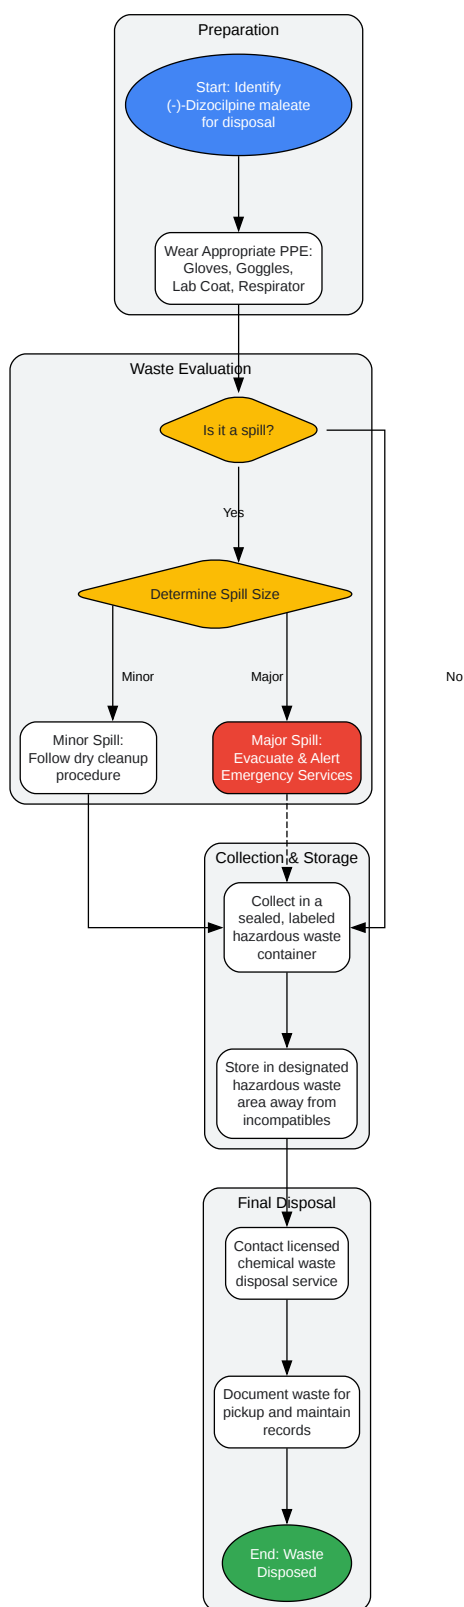 Preparation
Start: Identify
(-)-Dizocilpine maleate
for disposal
Wear Appropriate PPE:
Gloves, Goggles,
Lab Coat, Respirator
Waste Evaluation
Is it a spill?
Yes
Determine Spill Size
Minor
Major
No
Minor Spill:
Follow dry cleanup
procedure
Major Spill:
Evacuate & Alert
Emergency Services
Collection & Storage
Collect in a
sealed, labeled
hazardous waste
container
Store in designated
hazardous waste
area away from
incompatibles
Final Disposal
Contact licensed
chemical waste
disposal service
Document waste for
pickup and maintain
records
End: Waste
Disposed